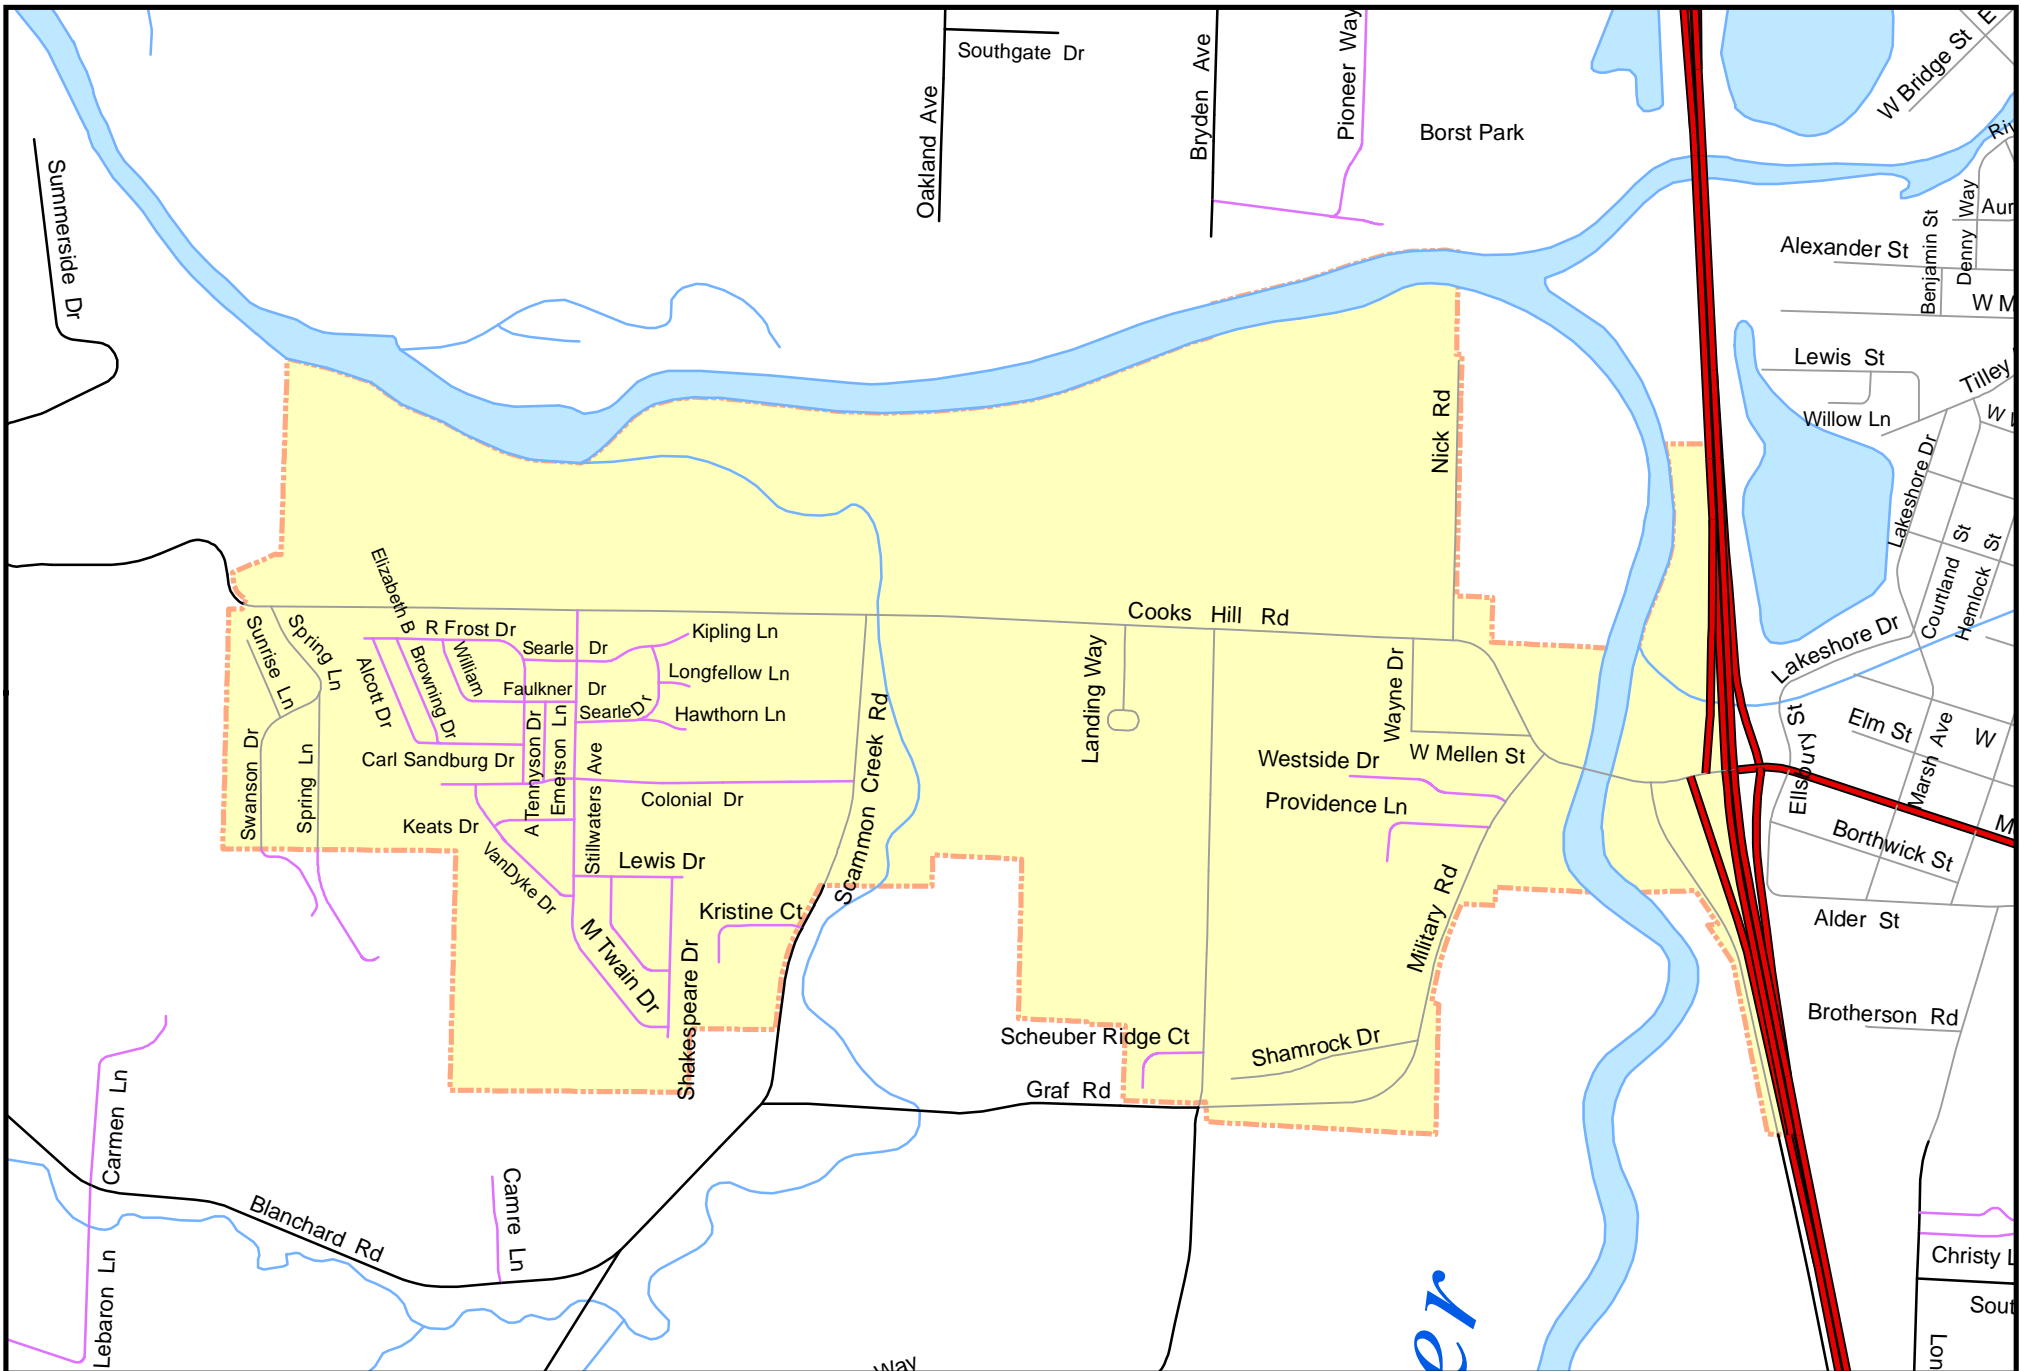 Southgate Dr
Oakland Ave
Bryden Ave
Pioneer Way
Borst Park
W Bridge St
Summerside Dr
Alexander St
Benjamin St
Denny Way
Aur
W M
Lewis St
Tilley
Willow Ln
W
Nick Rd
Lakeshore Dr
Courtland St
Hemlock St
Cooks Hill Rd
Elizabeth B
Browning Dr
R Frost Dr
Searle Dr
Kipling Ln
Sunrise Ln
Spring Ln
Alcott Dr
William
Faulkner Dr
Longfellow Ln
Searle Dr
Hawthorn Ln
Landing Way
Wayne Dr
W Mellen St
Lakeshore Dr
Elm St
W
Swanson Dr
Spring Ln
Carl Sandburg Dr
A Tennyson Dr
Emerson Ln
Stillwaters Ave
Colonial Dr
Scammon Creek Rd
Westside Dr
Providence Ln
Ellsbury St
Marsh Ave
Keats Dr
VanDyke Dr
Lewis Dr
Borthwick St
M
Kristine Ct
M Twain Dr
Shakespeare Dr
Military Rd
Alder St
Scheuber Ridge Ct
Shamrock Dr
Brotherson Rd
Graf Rd
Carmen Ln
Camre Ln
Blanchard Rd
Lebaron Ln
Christy L
Sout
Lon
er
Way